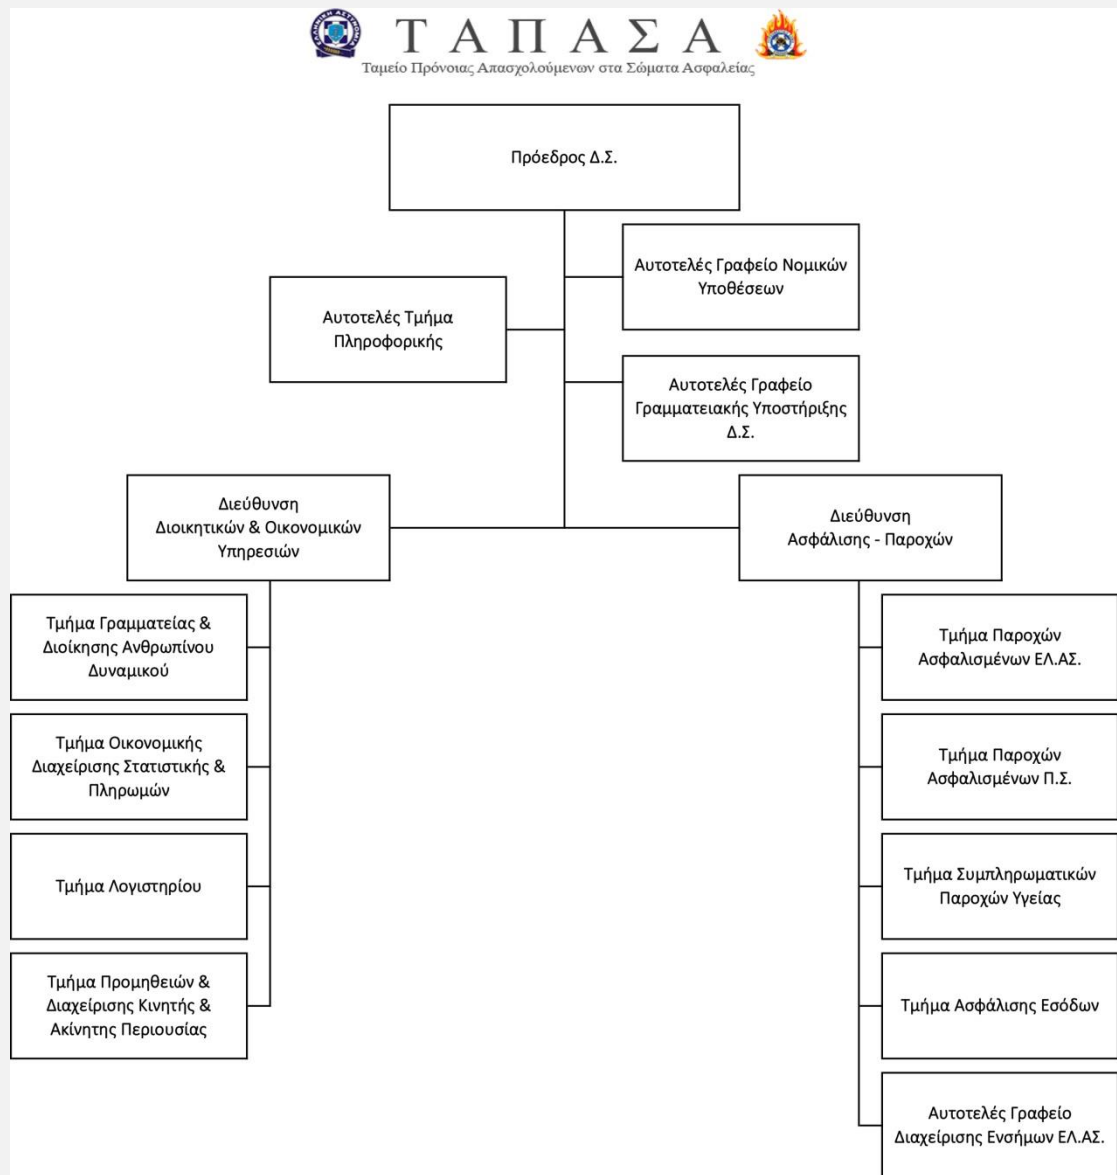 ΕΛΛΗΝΙΚΗ ΑΣΤΥΝΟΜΙΑ
ΤΑΠΑΣΑ
Ταμείο Πρόνοιας Απασχολούμενων στα Σώματα Ασφαλείας
Πρόεδρος Δ.Σ.
Αυτοτελές Γραφείο Νομικών
Υποθέσεων
Αυτοτελές Τμήμα
Πληροφορικής
Αυτοτελές Γραφείο
Γραμματειακής Υποστήριξης
Δ.Σ.
Διεύθυνση
Διοικητικών & Οικονομικών
Υπηρεσιών
Διεύθυνση
Ασφάλισης - Παροχών
Τμήμα Γραμματείας &
Διοίκησης Ανθρωπίνου
Δυναμικού
Τμήμα Οικονομικής
Διαχείρισης Στατιστικής &
Πληρωμών
Τμήμα Λογιστηρίου
Τμήμα Προμηθειών &
Διαχείρισης Κινητής &
Ακίνητης Περιουσίας
Τμήμα Παροχών
Ασφαλισμένων ΕΛ.ΑΣ.
Τμήμα Παροχών
Ασφαλισμένων Π.Σ.
Τμήμα Συμπληρωματικών
Παροχών Υγείας
Τμήμα Ασφάλισης Εσόδων
Αυτοτελές Γραφείο
Διαχείρισης Ενσήμων ΕΛ.ΑΣ.